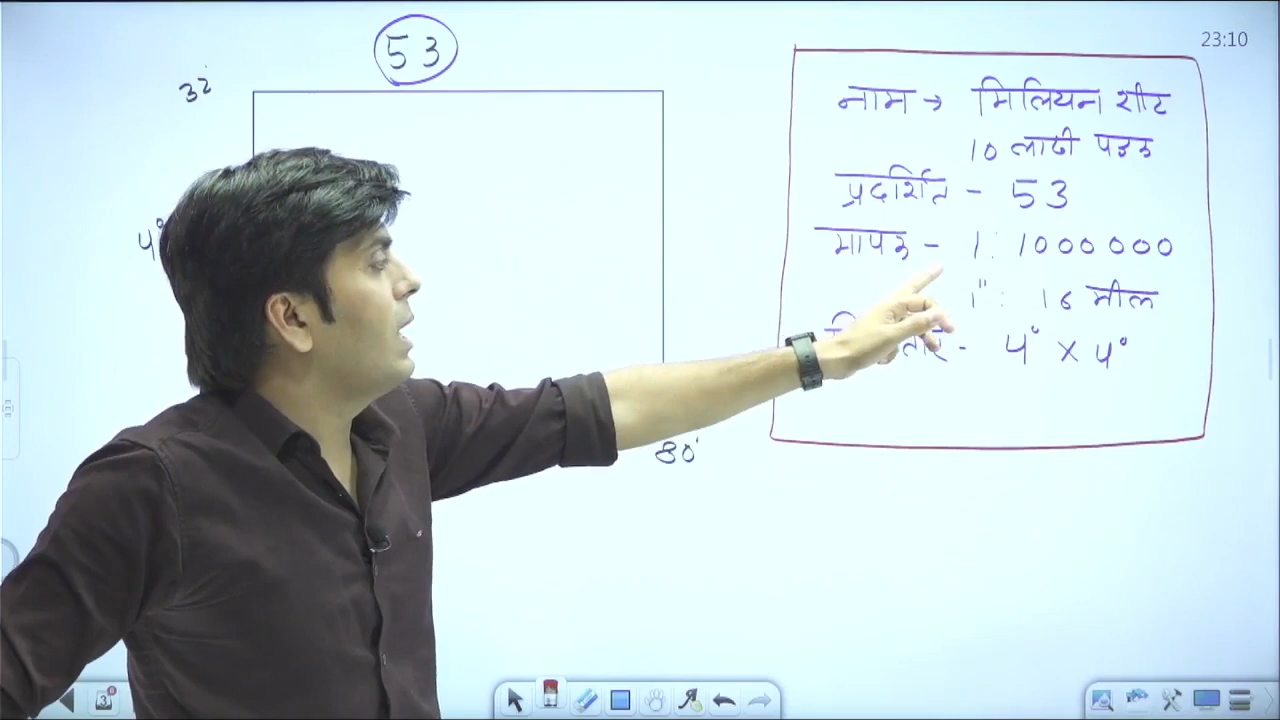 53
23:10
32°
4°
80°
नाम → मिलियन शीट
10 लाखी पत्रक
प्रदर्शित - 53
मापक - 1: 1000000
1": 16 मील
4° x 4°